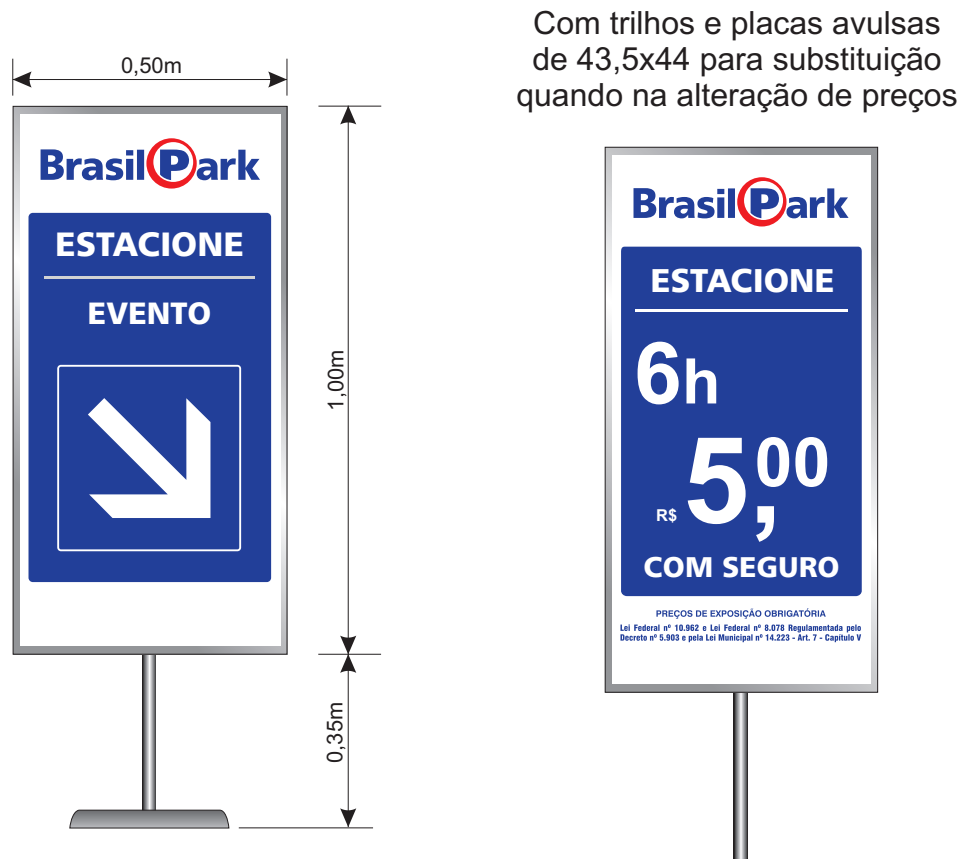 0,50m
BrasilPark
ESTACIONE
EVENTO
1,00m
0,35m
Com trilhos e placas avulsas
de 43,5x44 para substituição
quando na alteração de preços
BrasilPark
ESTACIONE
6h
R$ 5,00
COM SEGURO
PREÇOS DE EXPOSIÇÃO OBRIGATÓRIA
Lei Federal nº 10.962 e Lei Federal nº 8.078 Regulamentada pelo
Decreto nº 5.903 e pela Lei Municipal nº 14.223 - Art. 7 - Capítulo V